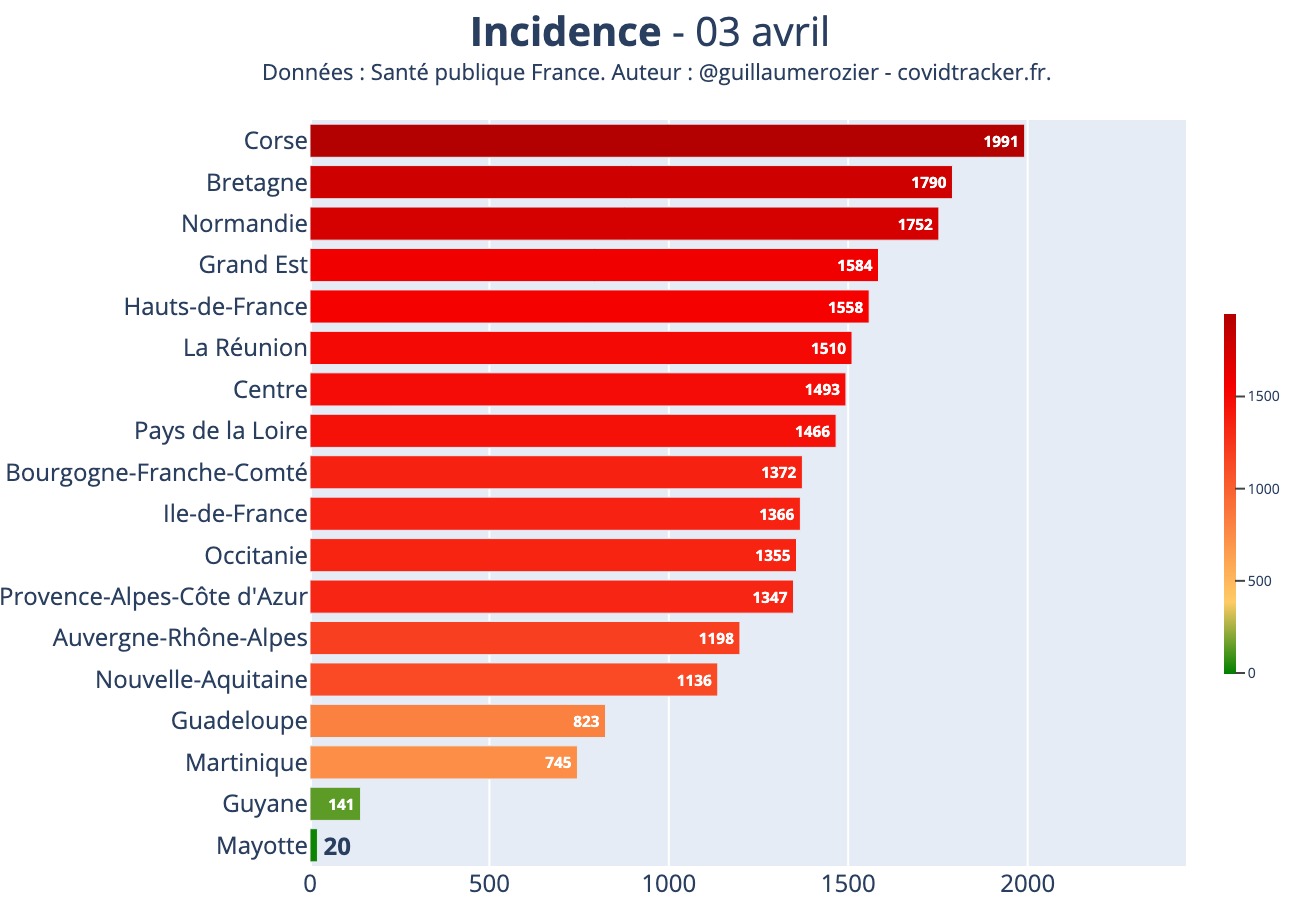 Incidence - 03 avril
Données : Santé publique France. Auteur : @guillaumerozier - covidtracker.fr.
Corse 1991
Bretagne 1790
Normandie 1752
Grand Est 1584
Hauts-de-France 1558
La Réunion 1510
Centre 1493
Pays de la Loire 1466
Bourgogne-Franche-Comté 1372
Ile-de-France 1366
Occitanie 1355
Provence-Alpes-Côte d'Azur 1347
Auvergne-Rhône-Alpes 1198
Nouvelle-Aquitaine 1136
Guadeloupe 823
Martinique 745
Guyane 141
Mayotte 20
0 500 1000 1500 2000
1500
1000
500
0